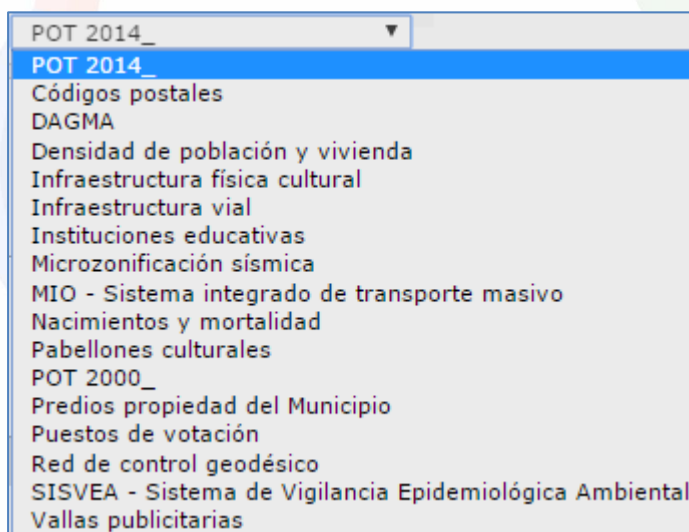 POT 2014_
POT 2014_
Códigos postales
DAGMA
Densidad de población y vivienda
Infraestructura física cultural
Infraestructura vial
Instituciones educativas
Microzonificación sísmica
MIO - Sistema integrado de transporte masivo
Nacimientos y mortalidad
Pabellones culturales
POT 2000_
Predios propiedad del Municipio
Puestos de votación
Red de control geodésico
SISVEA - Sistema de Vigilancia Epidemiológica Ambiental
Vallas publicitarias